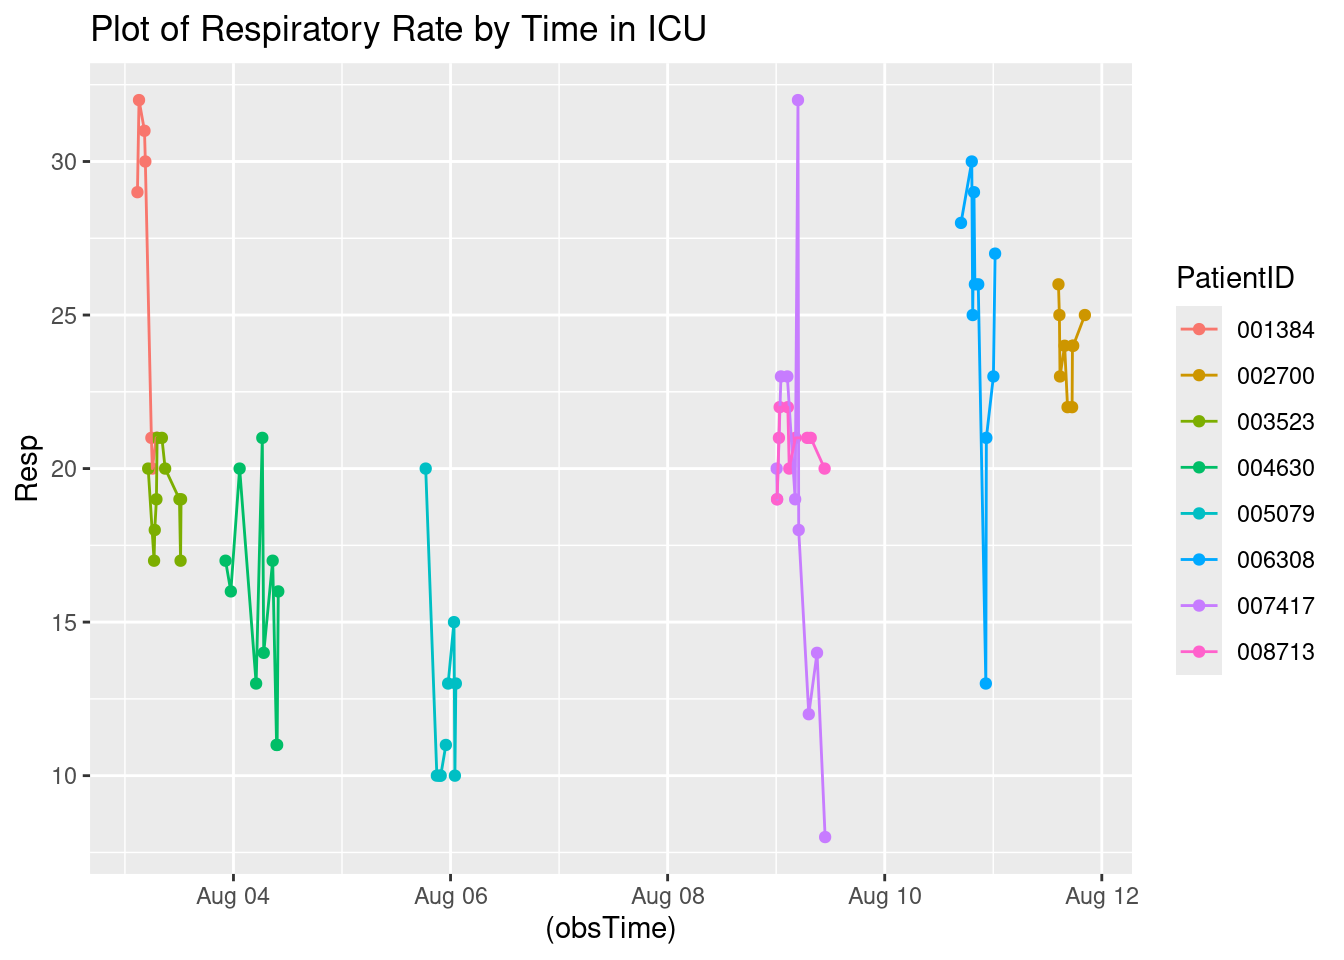 Plot of Respiratory Rate by Time in ICU
30
25
20
15
10
Resp
Aug 04
Aug 06
Aug 08
Aug 10
Aug 12
(obsTime)
PatientID
001384
002700
003523
004630
005079
006308
007417
008713